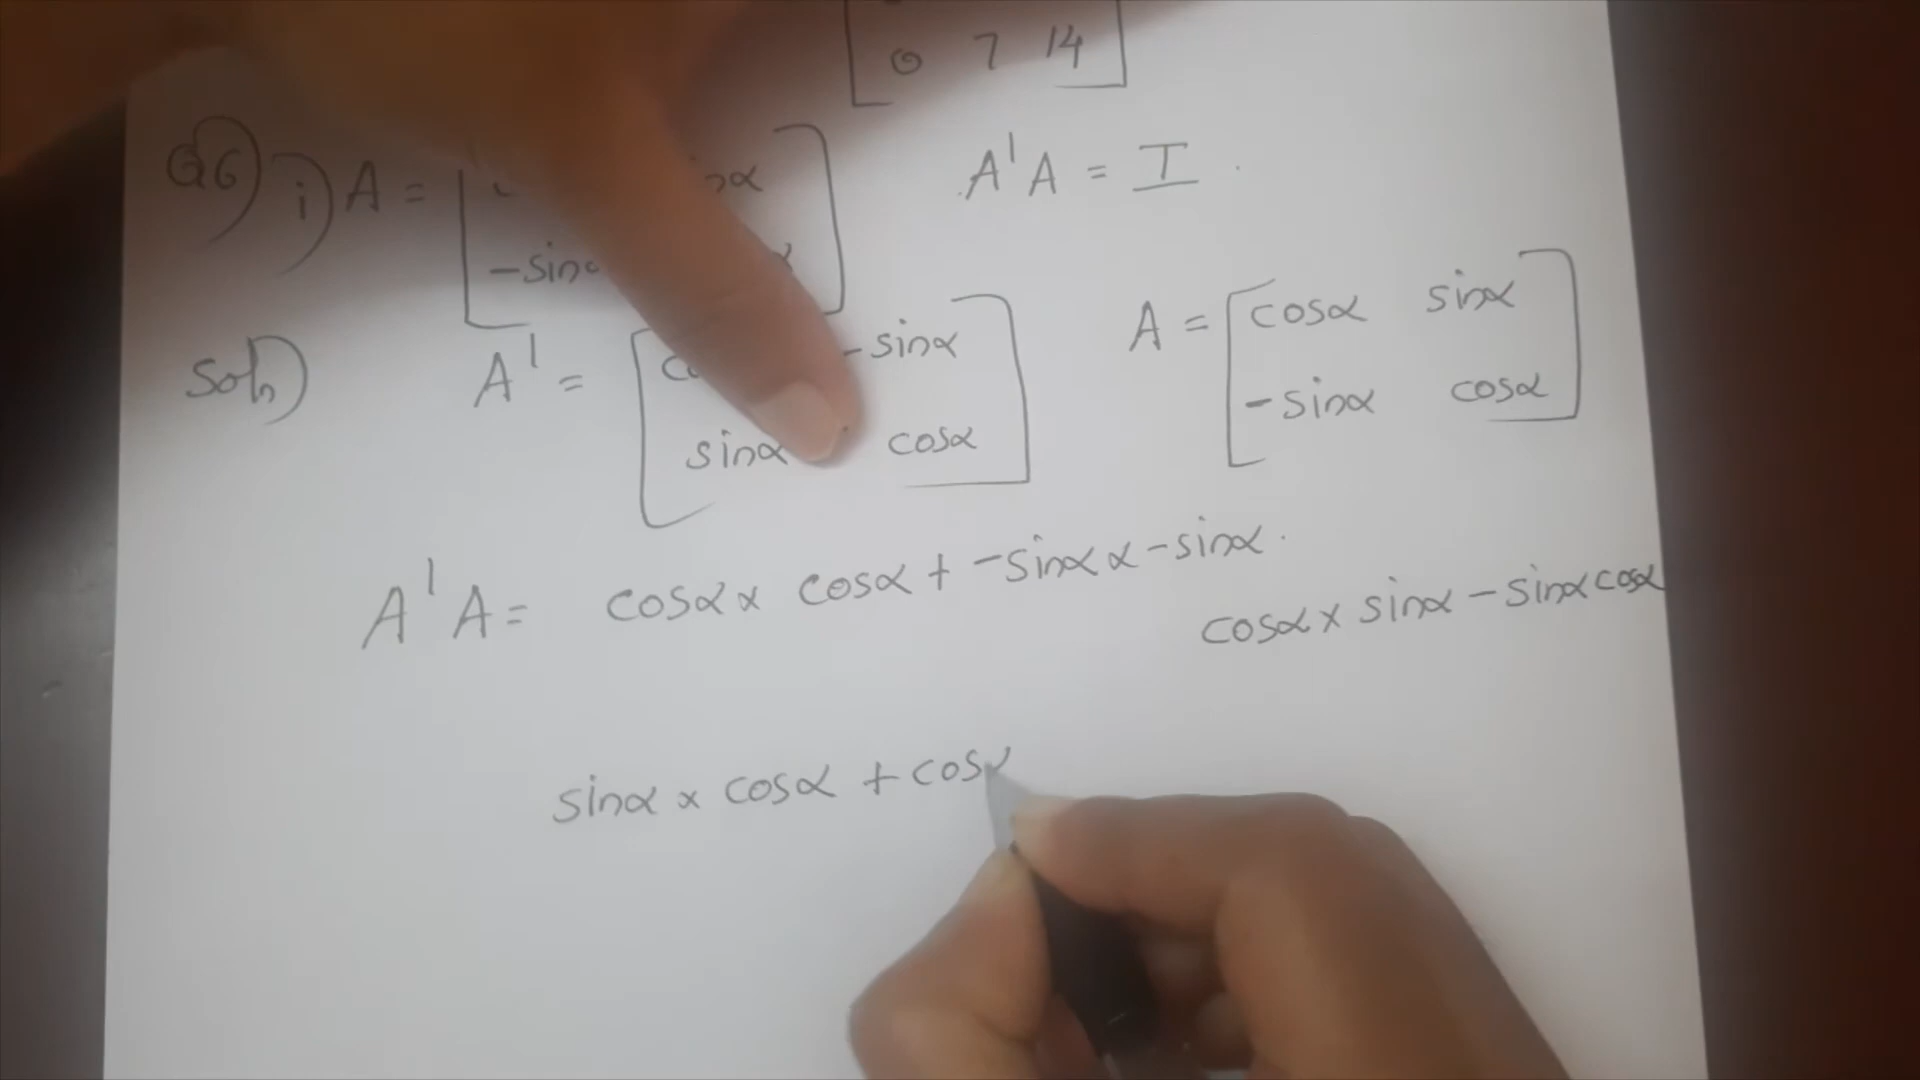 0 7 14
Q6) i) A = A' A = I .
-sin
Soln) A' = -sinα A = cosα sinα
sinα cosα -sinα cosα
A' A = cosα x cosα + -sinα x -sinα .
cosα x sinα - sinα cosα
sinα x cosα + cos